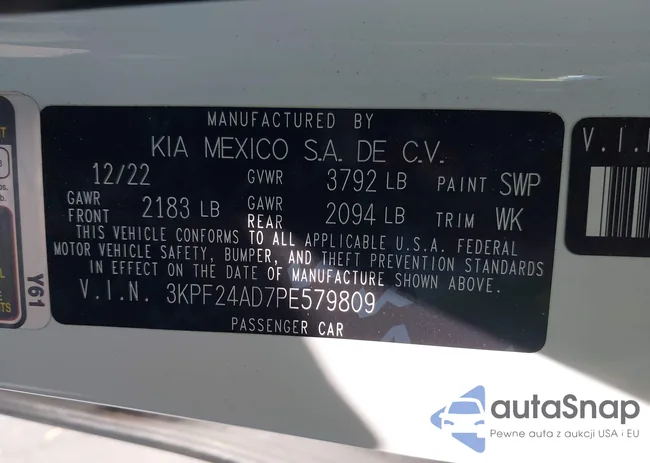 MANUFACTURED BY
KIA MEXICO S.A. DE C.V.
12/22 GVWR 3792 LB PAINT SWP
GAWR FRONT 2183 LB GAWR REAR 2094 LB TRIM WK
THIS VEHICLE CONFORMS TO ALL APPLICABLE U.S.A. FEDERAL
MOTOR VEHICLE SAFETY, BUMPER, AND THEFT PREVENTION STANDARDS
IN EFFECT ON THE DATE OF MANUFACTURE SHOWN ABOVE.
V.I.N. 3KPF24AD7PE579809
PASSENGER CAR
Y61
autaSnap
Pewne auta z aukcji USA i EU